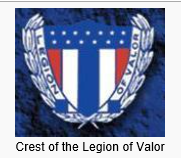 LEGION
OF VALOR
Crest of the Legion of Valor